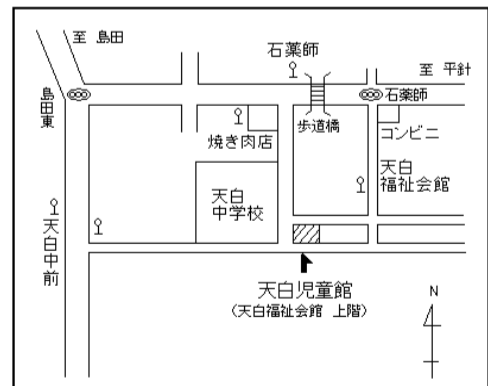 至 島田
石薬師
至 平針
島田東
石薬師
焼き肉店
歩道橋
コンビニ
天白
福祉会館
天白
中学校
天白中前
天白児童館
(天白福祉会館 上階)
N